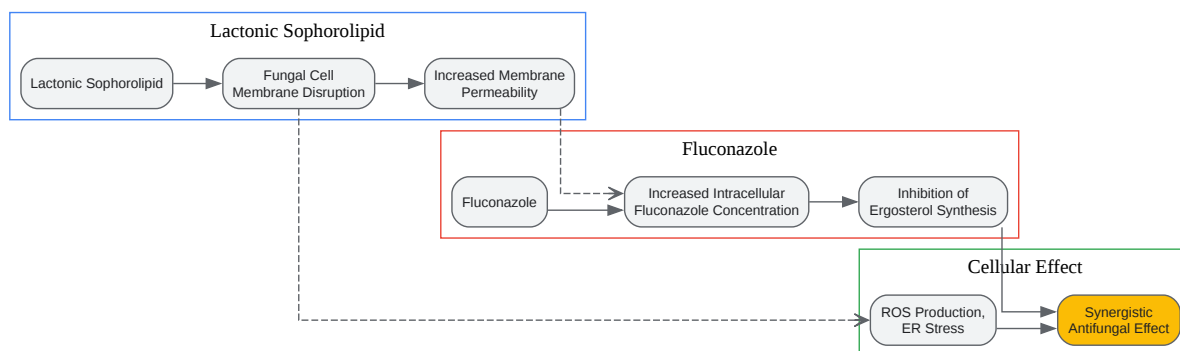 Lactonic Sophorolipid
Lactonic Sophorolipid
Fungal Cell
Membrane Disruption
Increased Membrane
Permeability
Fluconazole
Fluconazole
Increased Intracellular
Fluconazole Concentration
Inhibition of
Ergosterol Synthesis
Cellular Effect
ROS Production,
ER Stress
Synergistic
Antifungal Effect